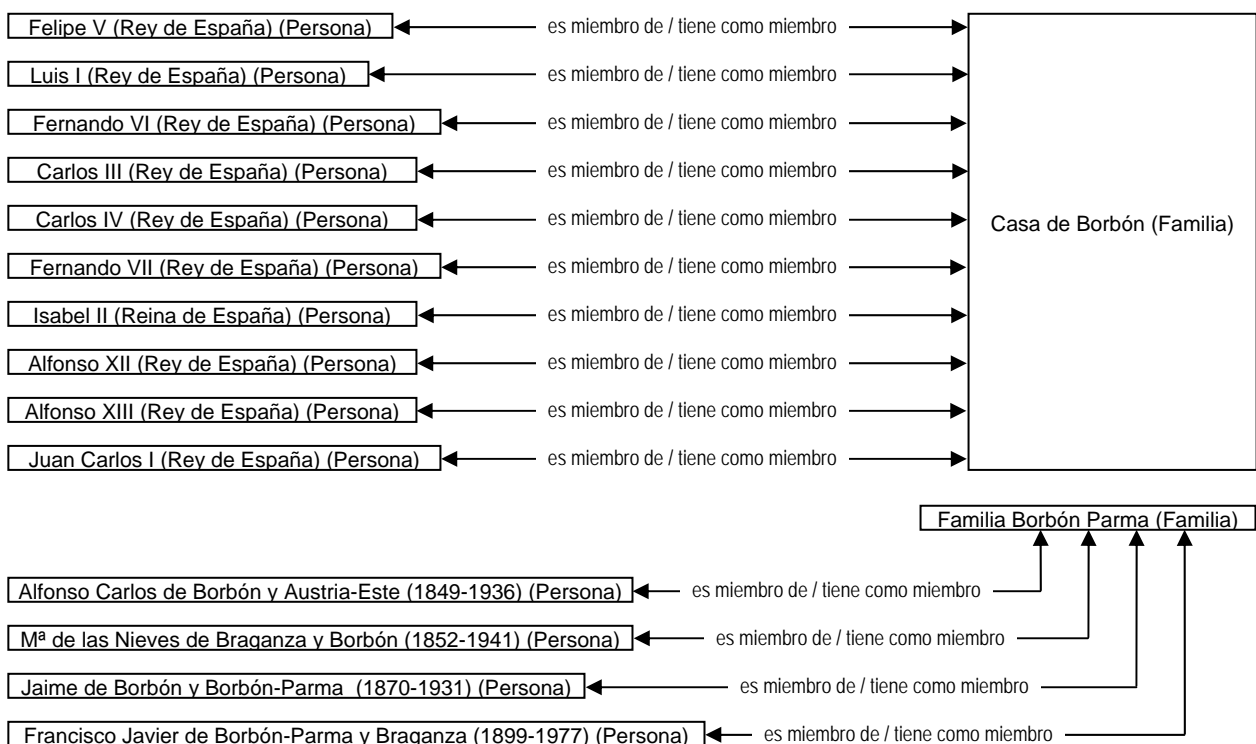 Felipe V (Rey de España) (Persona) es miembro de / tiene como miembro
Luis I (Rey de España) (Persona) es miembro de / tiene como miembro
Fernando VI (Rey de España) (Persona) es miembro de / tiene como miembro
Carlos III (Rey de España) (Persona) es miembro de / tiene como miembro
Carlos IV (Rey de España) (Persona) es miembro de / tiene como miembro Casa de Borbón (Familia)
Fernando VII (Rey de España) (Persona) es miembro de / tiene como miembro
Isabel II (Reina de España) (Persona) es miembro de / tiene como miembro
Alfonso XII (Rey de España) (Persona) es miembro de / tiene como miembro
Alfonso XIII (Rey de España) (Persona) es miembro de / tiene como miembro
Juan Carlos I (Rey de España) (Persona) es miembro de / tiene como miembro
Familia Borbón Parma (Familia)
Alfonso Carlos de Borbón y Austria-Este (1849-1936) (Persona) es miembro de / tiene como miembro
Mª de las Nieves de Braganza y Borbón (1852-1941) (Persona) es miembro de / tiene como miembro
Jaime de Borbón y Borbón-Parma (1870-1931) (Persona) es miembro de / tiene como miembro
Francisco Javier de Borbón-Parma y Braganza (1899-1977) (Persona) es miembro de / tiene como miembro